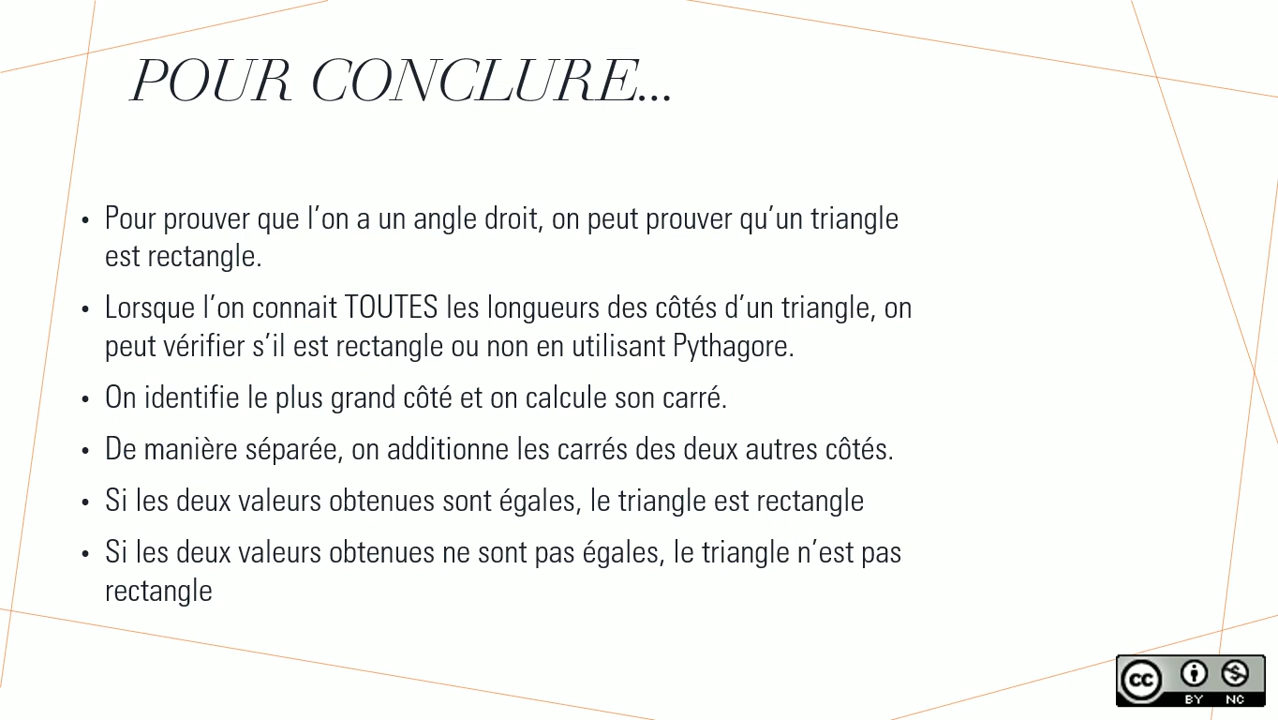 POUR CONCLURE...
• Pour prouver que l’on a un angle droit, on peut prouver qu’un triangle
est rectangle.
• Lorsque l’on connait TOUTES les longueurs des côtés d’un triangle, on
peut vérifier s’il est rectangle ou non en utilisant Pythagore.
• On identifie le plus grand côté et on calcule son carré.
• De manière séparée, on additionne les carrés des deux autres côtés.
• Si les deux valeurs obtenues sont égales, le triangle est rectangle
• Si les deux valeurs obtenues ne sont pas égales, le triangle n’est pas
rectangle
CC BY NC